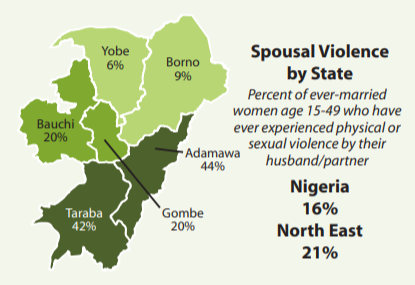 Yobe
6%
Borno
9%
Bauchi
20%
Adamawa
44%
Taraba
42%
Gombe
20%
Spousal Violence
by State
Percent of ever-married
women age 15-49 who have
ever experienced physical or
sexual violence by their
husband/partner
Nigeria
16%
North East
21%